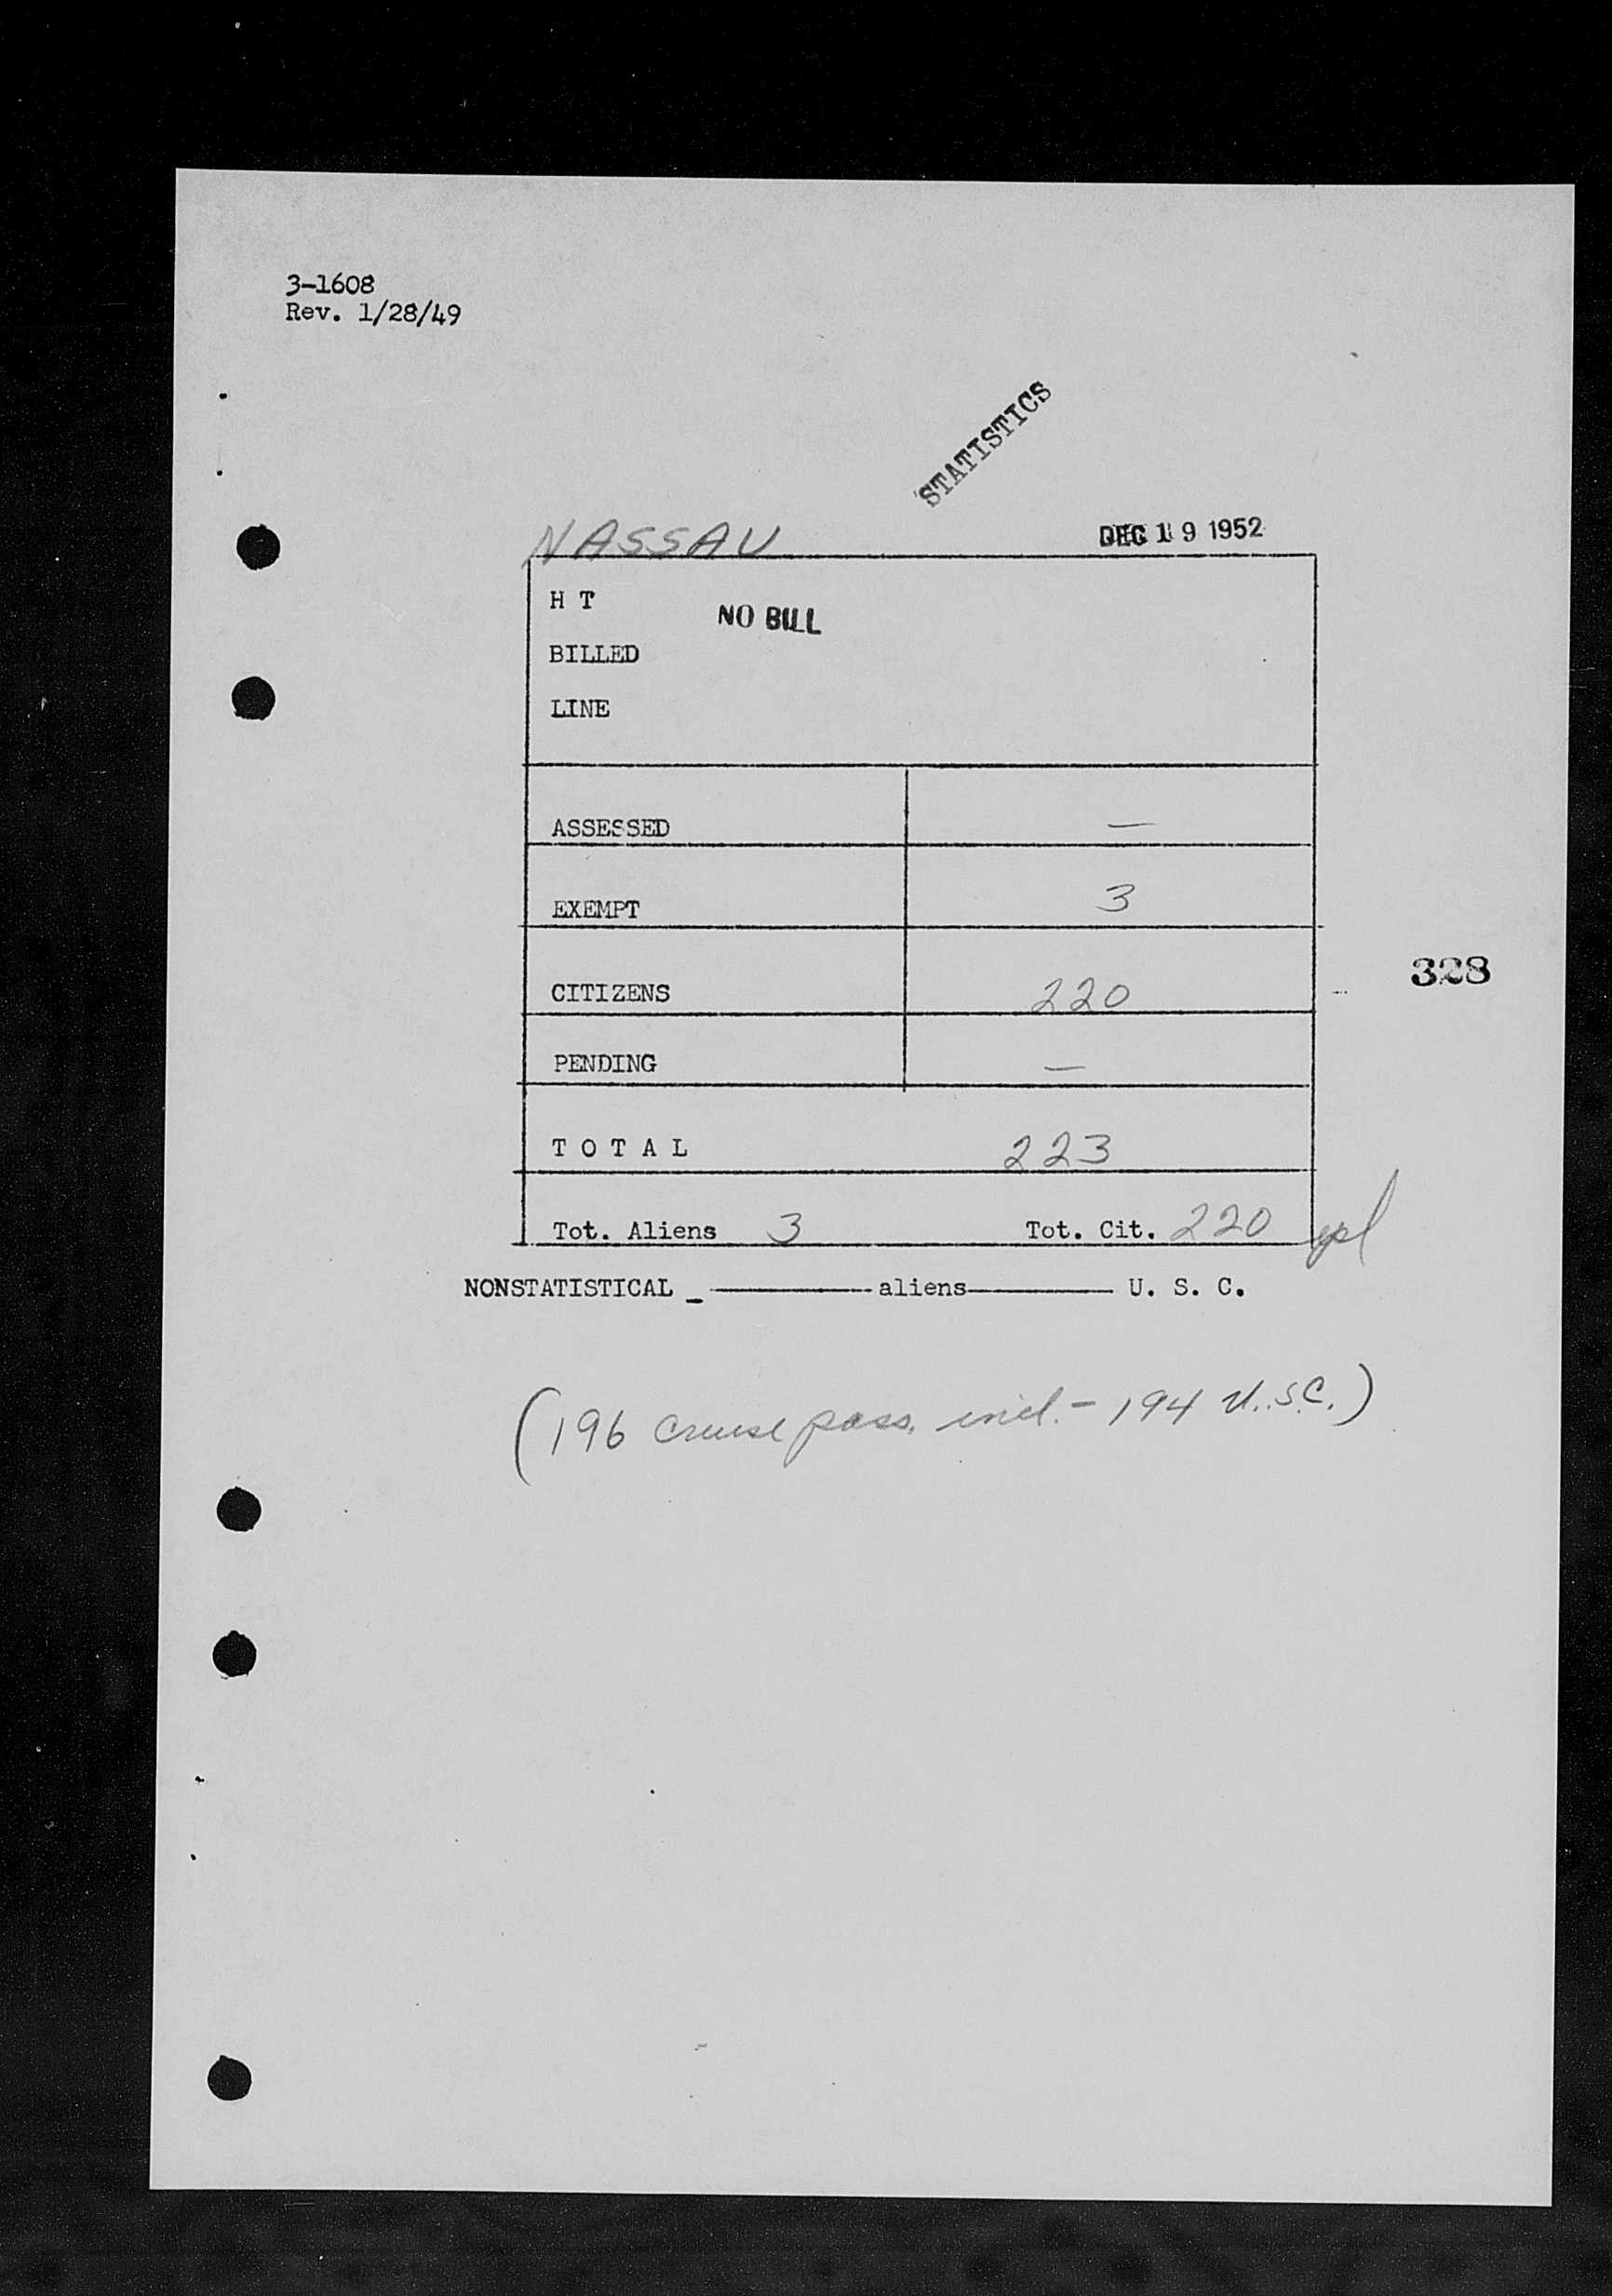 3-1608
Rev. 1/28/49
STATISTICS
NASSAU DEC 19 1952
H T
NO BILL
BILLED
LINE
ASSESSED —
EXEMPT 3
328
CITIZENS 220
PENDING —
T O T A L 223
Tot. Aliens 3 Tot. Cit. 220
NONSTATISTICAL _ ———— aliens ———— U. S. C.
(196 cruise pass. incl. - 194 U.S.C.)